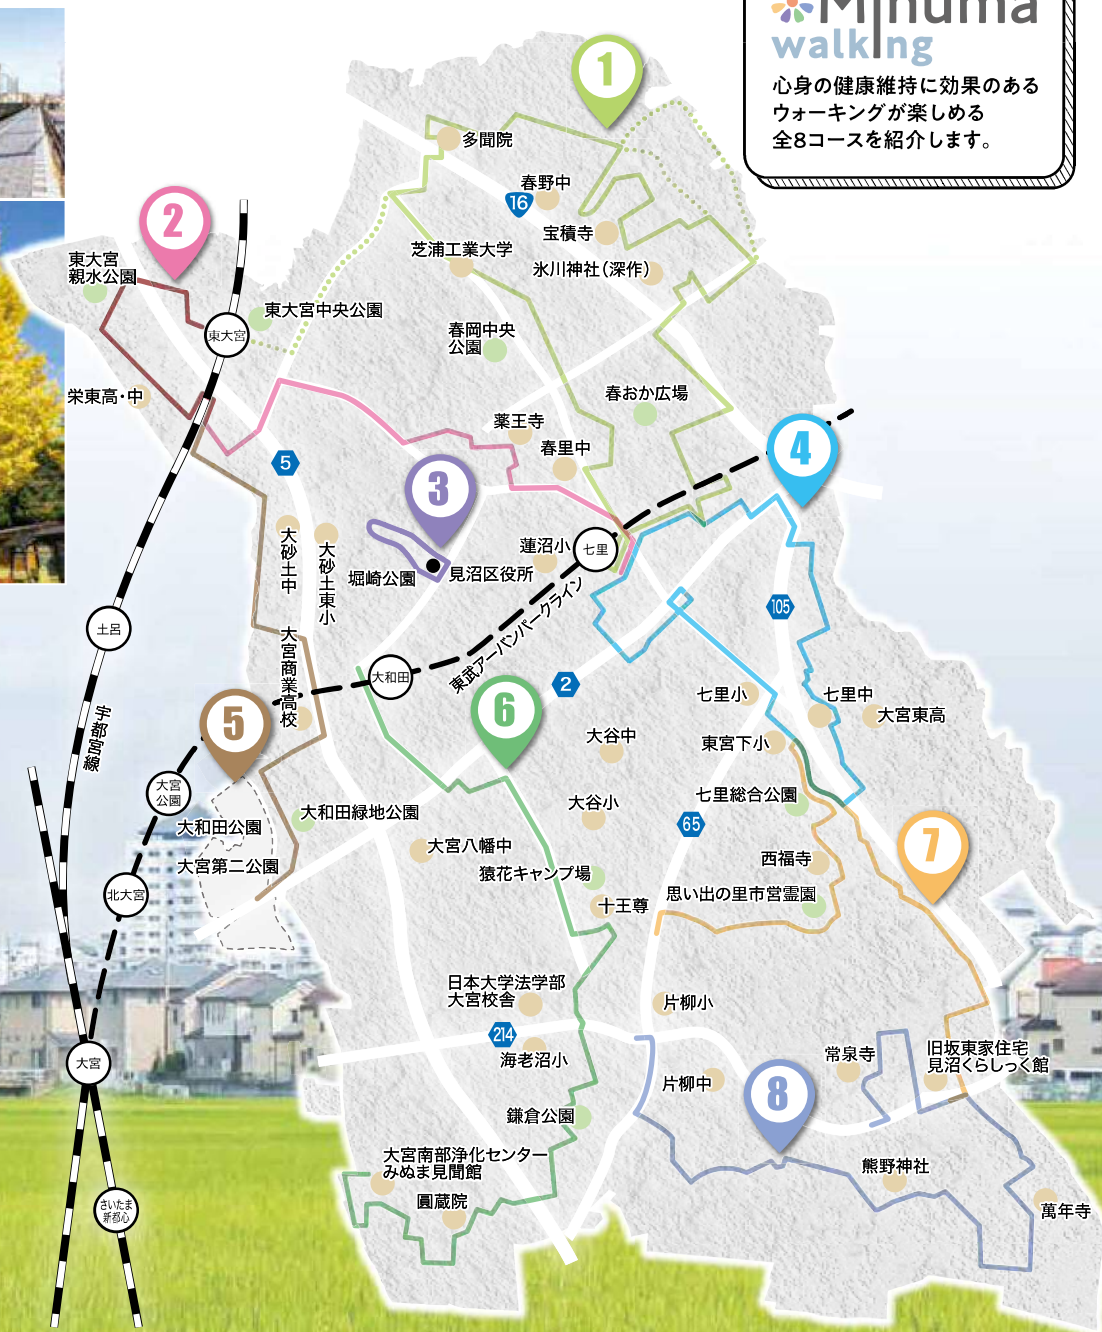 Minuma
walking
心身の健康維持に効果のある
ウォーキングが楽しめる
全8コースを紹介します。
1
多聞院
春野中
16
2
宝積寺
芝浦工業大学
氷川神社（深作）
東大宮
親水公園
東大宮中央公園
東大宮
春岡中央
公園
栄東高・中
春おか広場
薬王寺
4
春里中
5
3
大砂土中
大砂土東小
蓮沼小
七里
堀崎公園
見沼区役所
105
土呂
大宮商業高校
東武アーバンパークライン
大和田
2
七里小
七里中
5
6
大宮東高
宇都宮線
大谷中
東宮下小
大宮
公園
七里総合公園
大和田緑地公園
大谷小
65
大和田公園
7
大宮八幡中
西福寺
大宮第二公園
猿花キャンプ場
北大宮
思い出の里市営霊園
十王尊
日本大学法学部
大宮校舎
片柳小
214
大宮
海老沼小
常泉寺
旧坂東家住宅
見沼くらしっく館
片柳中
8
鎌倉公園
大宮南部浄化センター
みぬま見聞館
熊野神社
圓蔵院
さいたま
新都心
萬年寺